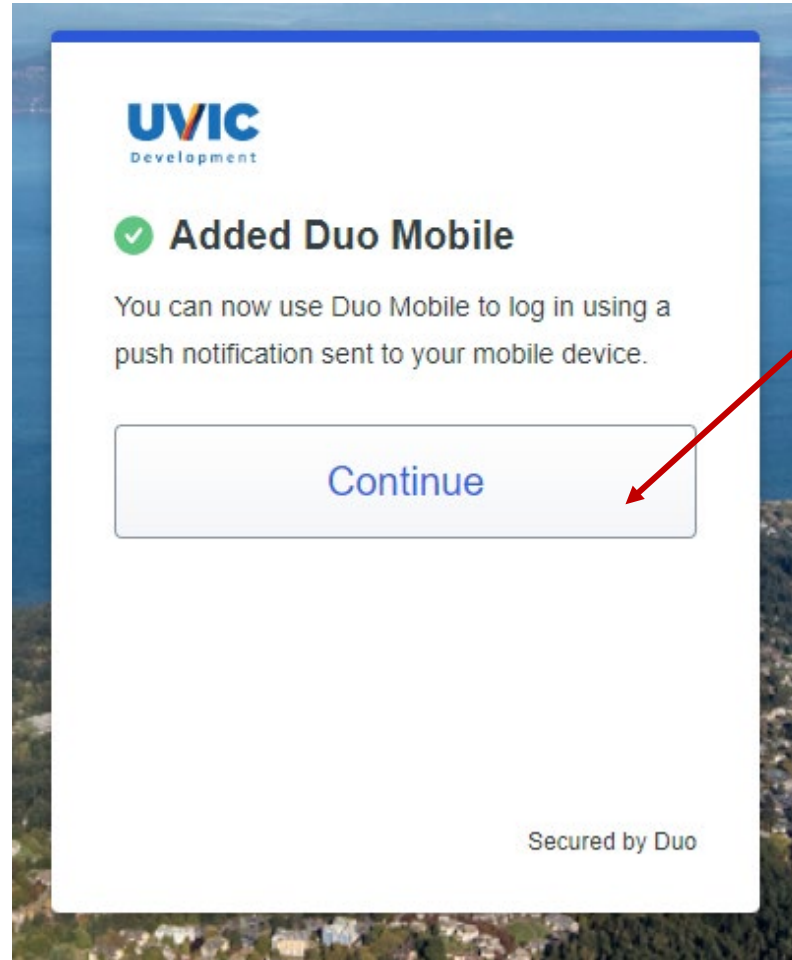 UVIC
Development
Added Duo Mobile
You can now use Duo Mobile to log in using a
push notification sent to your mobile device.
Continue
Secured by Duo